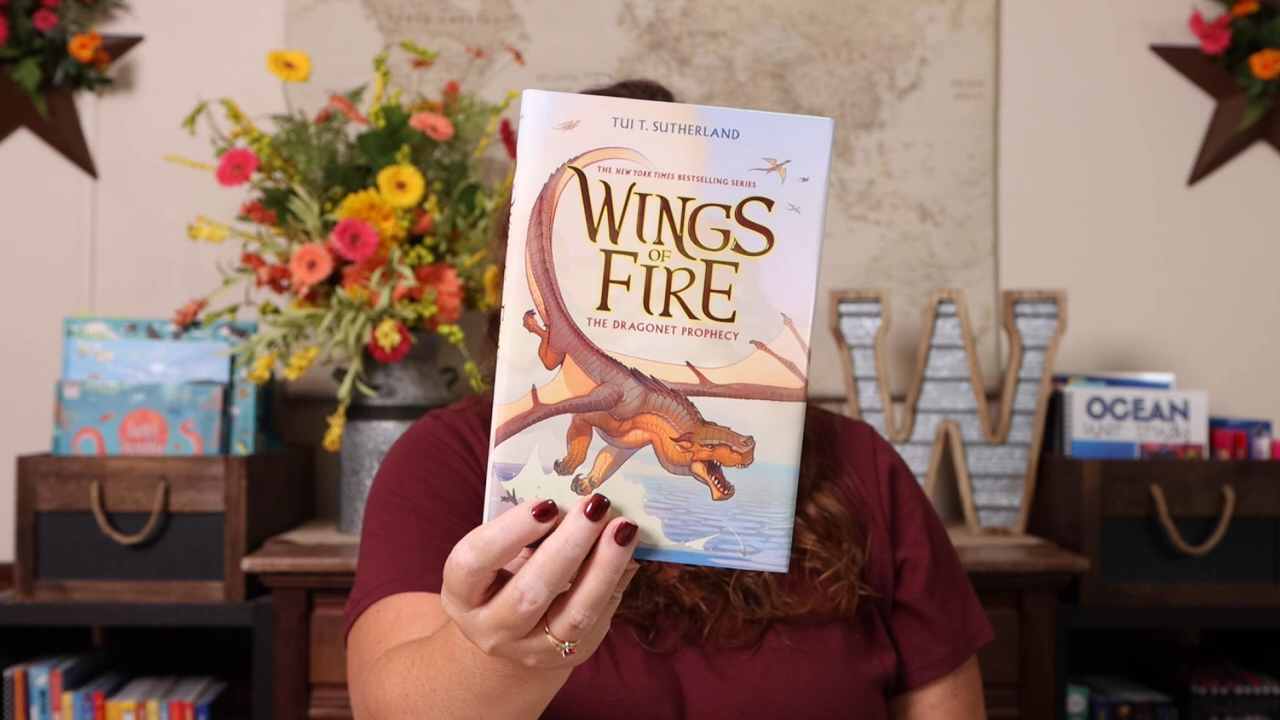 TUI T. SUTHERLAND
THE NEW YORK TIMES BESTSELLING SERIES
WINGS
OF
FIRE
THE DRAGONET PROPHECY
W
OCEAN